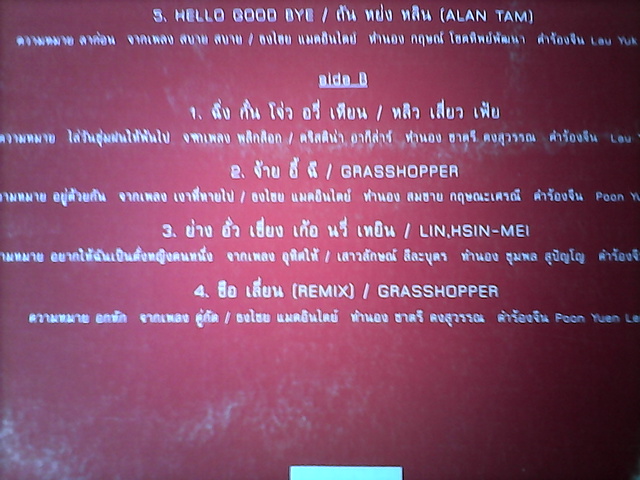 5. HELLO GOOD BYE / ถัน หย่ง หลิน (ALAN TAM)
ความหมาย ลาก่อน จากเพลง สบาย สบาย / ธงไชย แมคอินไตย์ ทำนอง กฤษณ์ โชคทิพย์พัฒนา คำร้องจีน Lau Yuk
side B
1. ฉิ่ง กั๋น โจ่ว อวี่ เทียน / หลิว เสี่ยว เฟ้ย
ความหมาย ไล่วันชุ่มฝนให้พ้นไป จากเพลง พลิกล็อก / คริสติน่า อากีล่าร์ ทำนอง ชาตรี คงสุวรรณ คำร้องจีน Lau
2. จ้าย อี้ ฉี / GRASSHOPPER
ความหมาย อยู่ด้วยกัน จากเพลง เงาที่หายไป / ธงไชย แมคอินไตย์ ทำนอง สมชาย กฤษณะเศรณี คำร้องจีน Poon
3. ย่าง อั๋ว เชี่ยง เก้อ นวี่ เหยิน / LIN,HSIN-MEI
อยากให้ฉันเป็นดั่งหญิงคนหนึ่ง จากเพลง อุทิศให้ / เสาวลักษณ์ ลีละบุตร ทำนอง ชุมพล สุปัญโญ คำร้องจีน
4. ซือ เลี่ยน (REMIX) / GRASSHOPPER
ความหมาย อกหัก จากเพลง คู่กัด / ธงไชย แมคอินไตย์ ทำนอง ชาตรี คงสุวรรณ คำร้องจีน Poon Yuen